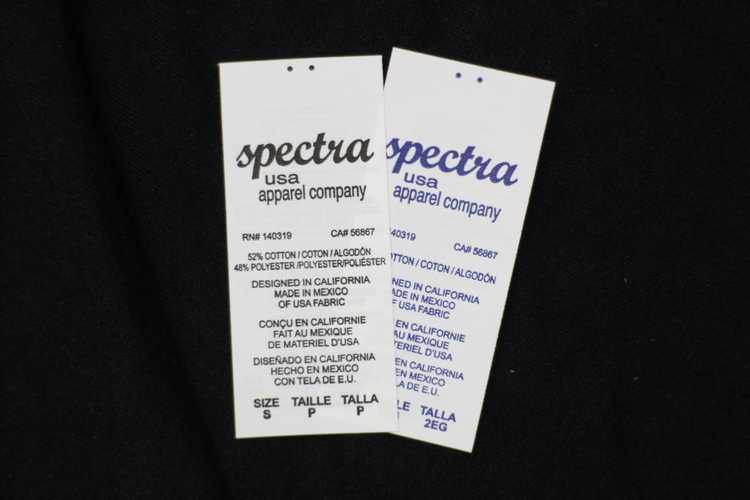 spectra
usa
apparel company
RN# 140319 CA# 56867
52% COTTON / COTON / ALGODÓN
48% POLYESTER /POLYESTER/POLIÉSTER
DESIGNED IN CALIFORNIA
MADE IN MEXICO
OF USA FABRIC
CONÇU EN CALIFORNIE
FAIT AU MEXIQUE
DE MATERIEL D'USA
DISEÑADO EN CALIFORNIA
HECHO EN MEXICO
CON TELA DE E.U.
SIZE TAILLE TALLA
S P P
spectra
usa
apparel company
40319 CA# 56867
TTON / COTON / ALGODÓN
NED IN CALIFORNIA
ADE IN MEXICO
OF USA FABRIC
EN CALIFORNIE
AU MEXIQUE
TERIEL D'USA
EN CALIFORNIA
EN MEXICO
LA DE E.U.
LE TALLA
2EG